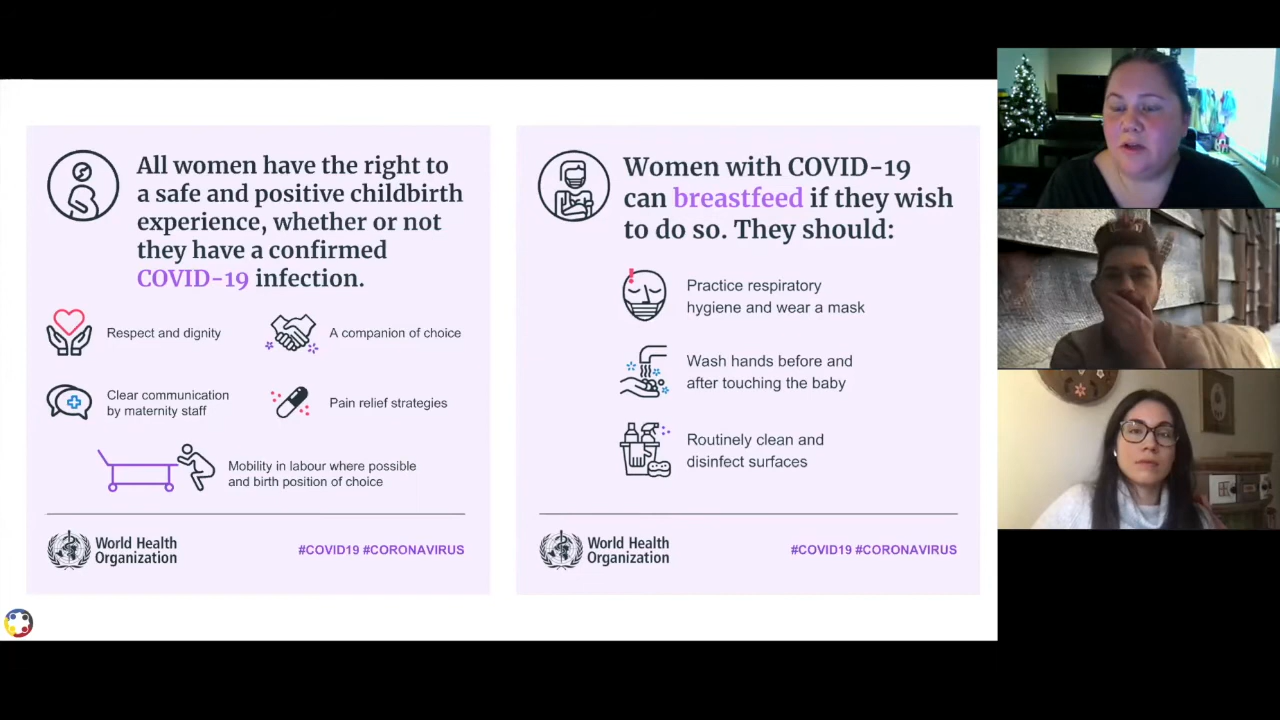 All women have the right to
a safe and positive childbirth
experience, whether or not
they have a confirmed
COVID-19 infection.
Respect and dignity
A companion of choice
Clear communication
by maternity staff
Pain relief strategies
Mobility in labour where possible
and birth position of choice
World Health
Organization
#COVID19 #CORONAVIRUS
Women with COVID-19
can breastfeed if they wish
to do so. They should:
Practice respiratory
hygiene and wear a mask
Wash hands before and
after touching the baby
Routinely clean and
disinfect surfaces
World Health
Organization
#COVID19 #CORONAVIRUS